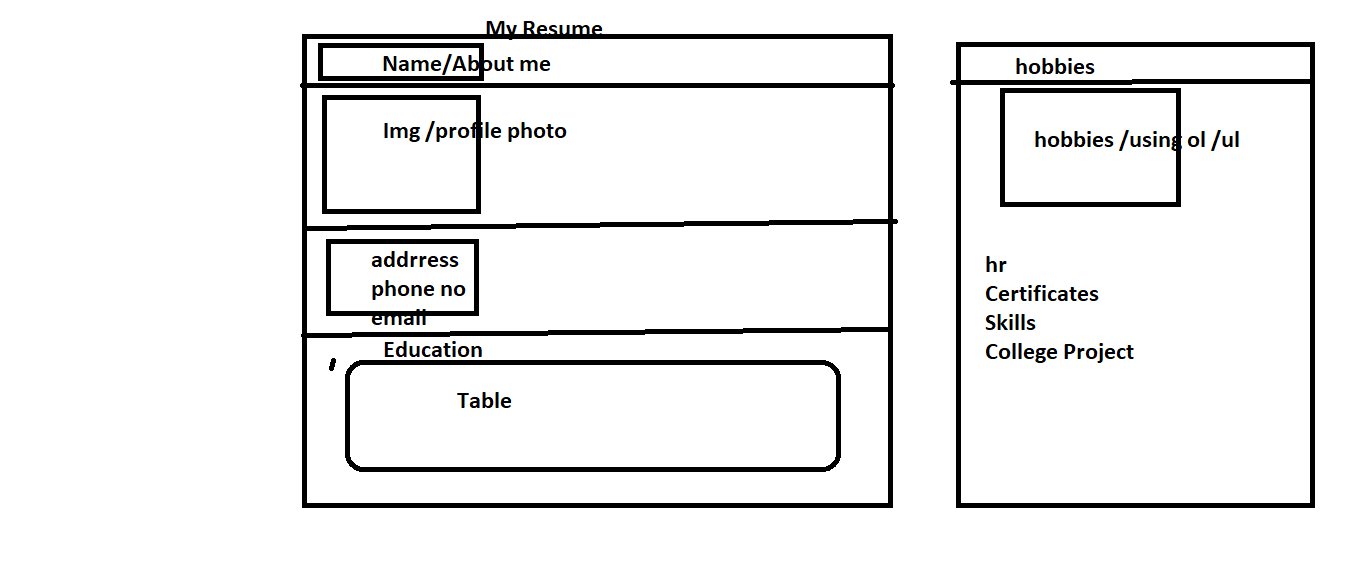 My Resume
Name/About me
Img /profile photo
addrress
phone no
email
Education
Table
hobbies
hobbies /using ol /ul
hr
Certificates
Skills
College Project